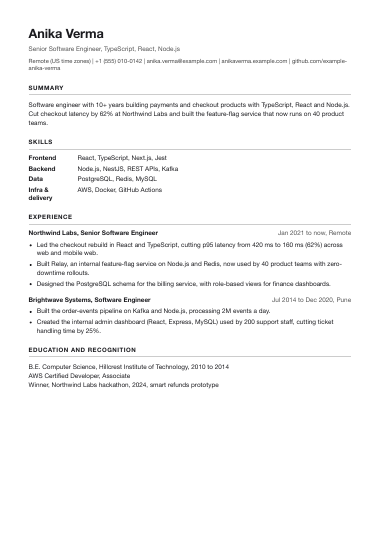 Anika Verma
Senior Software Engineer, TypeScript, React, Node.js
Remote (US time zones) | +1 (555) 010-0142 | anika.verma@example.com | anikaverma.example.com | github.com/example-
anika-verma
SUMMARY
Software engineer with 10+ years building payments and checkout products with TypeScript, React and Node.js.
Cut checkout latency by 62% at Northwind Labs and built the feature-flag service that now runs on 40 product
teams.
SKILLS
Frontend React, TypeScript, Next.js, Jest
Backend Node.js, NestJS, REST APIs, Kafka
Data PostgreSQL, Redis, MySQL
Infra & AWS, Docker, GitHub Actions
delivery
EXPERIENCE
Northwind Labs, Senior Software Engineer Jan 2021 to now, Remote
• Led the checkout rebuild in React and TypeScript, cutting p95 latency from 420 ms to 160 ms (62%) across
web and mobile web.
• Built Relay, an internal feature-flag service on Node.js and Redis, now used by 40 product teams with zero-
downtime rollouts.
• Designed the PostgreSQL schema for the billing service, with role-based views for finance dashboards.
Brightwave Systems, Software Engineer Jul 2014 to Dec 2020, Pune
• Built the order-events pipeline on Kafka and Node.js, processing 2M events a day.
• Created the internal admin dashboard (React, Express, MySQL) used by 200 support staff, cutting ticket
handling time by 25%.
EDUCATION AND RECOGNITION
B.E. Computer Science, Hillcrest Institute of Technology, 2010 to 2014
AWS Certified Developer, Associate
Winner, Northwind Labs hackathon, 2024, smart refunds prototype